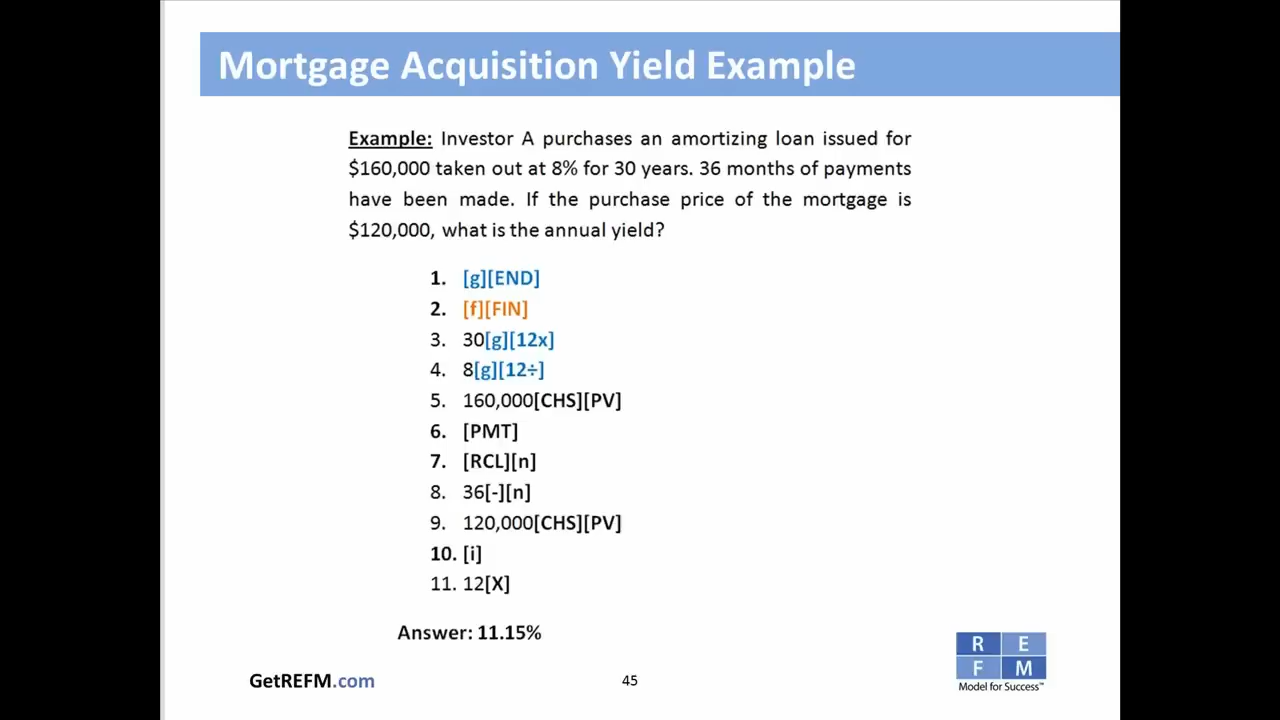 Mortgage Acquisition Yield Example
Example: Investor A purchases an amortizing loan issued for
$160,000 taken out at 8% for 30 years. 36 months of payments
have been made. If the purchase price of the mortgage is
$120,000, what is the annual yield?
1. [g][END]
2. [f][FIN]
3. 30[g][12x]
4. 8[g][12÷]
5. 160,000[CHS][PV]
6. [PMT]
7. [RCL][n]
8. 36[-][n]
9. 120,000[CHS][PV]
10. [i]
11. 12[X]
Answer: 11.15%
R E
F M
Model for Success™
GetREFM.com
45